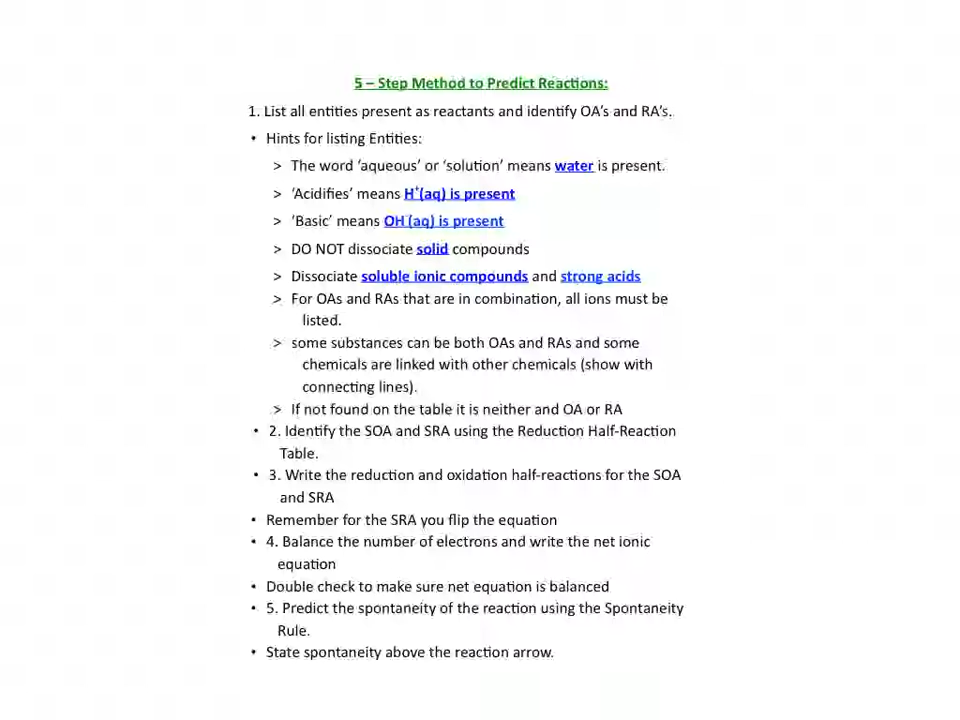 5 – Step Method to Predict Reactions:
1. List all entities present as reactants and identify OA's and RA's.
• Hints for listing Entities:
> The word 'aqueous' or 'solution' means water is present.
> 'Acidifies' means H⁺(aq) is present
> 'Basic' means OH⁻(aq) is present
> DO NOT dissociate solid compounds
> Dissociate soluble ionic compounds and strong acids
> For OAs and RAs that are in combination, all ions must be
listed.
> some substances can be both OAs and RAs and some
chemicals are linked with other chemicals (show with
connecting lines).
> If not found on the table it is neither and OA or RA
• 2. Identify the SOA and SRA using the Reduction Half-Reaction
Table.
• 3. Write the reduction and oxidation half-reactions for the SOA
and SRA
• Remember for the SRA you flip the equation
• 4. Balance the number of electrons and write the net ionic
equation
• Double check to make sure net equation is balanced
• 5. Predict the spontaneity of the reaction using the Spontaneity
Rule.
• State spontaneity above the reaction arrow.